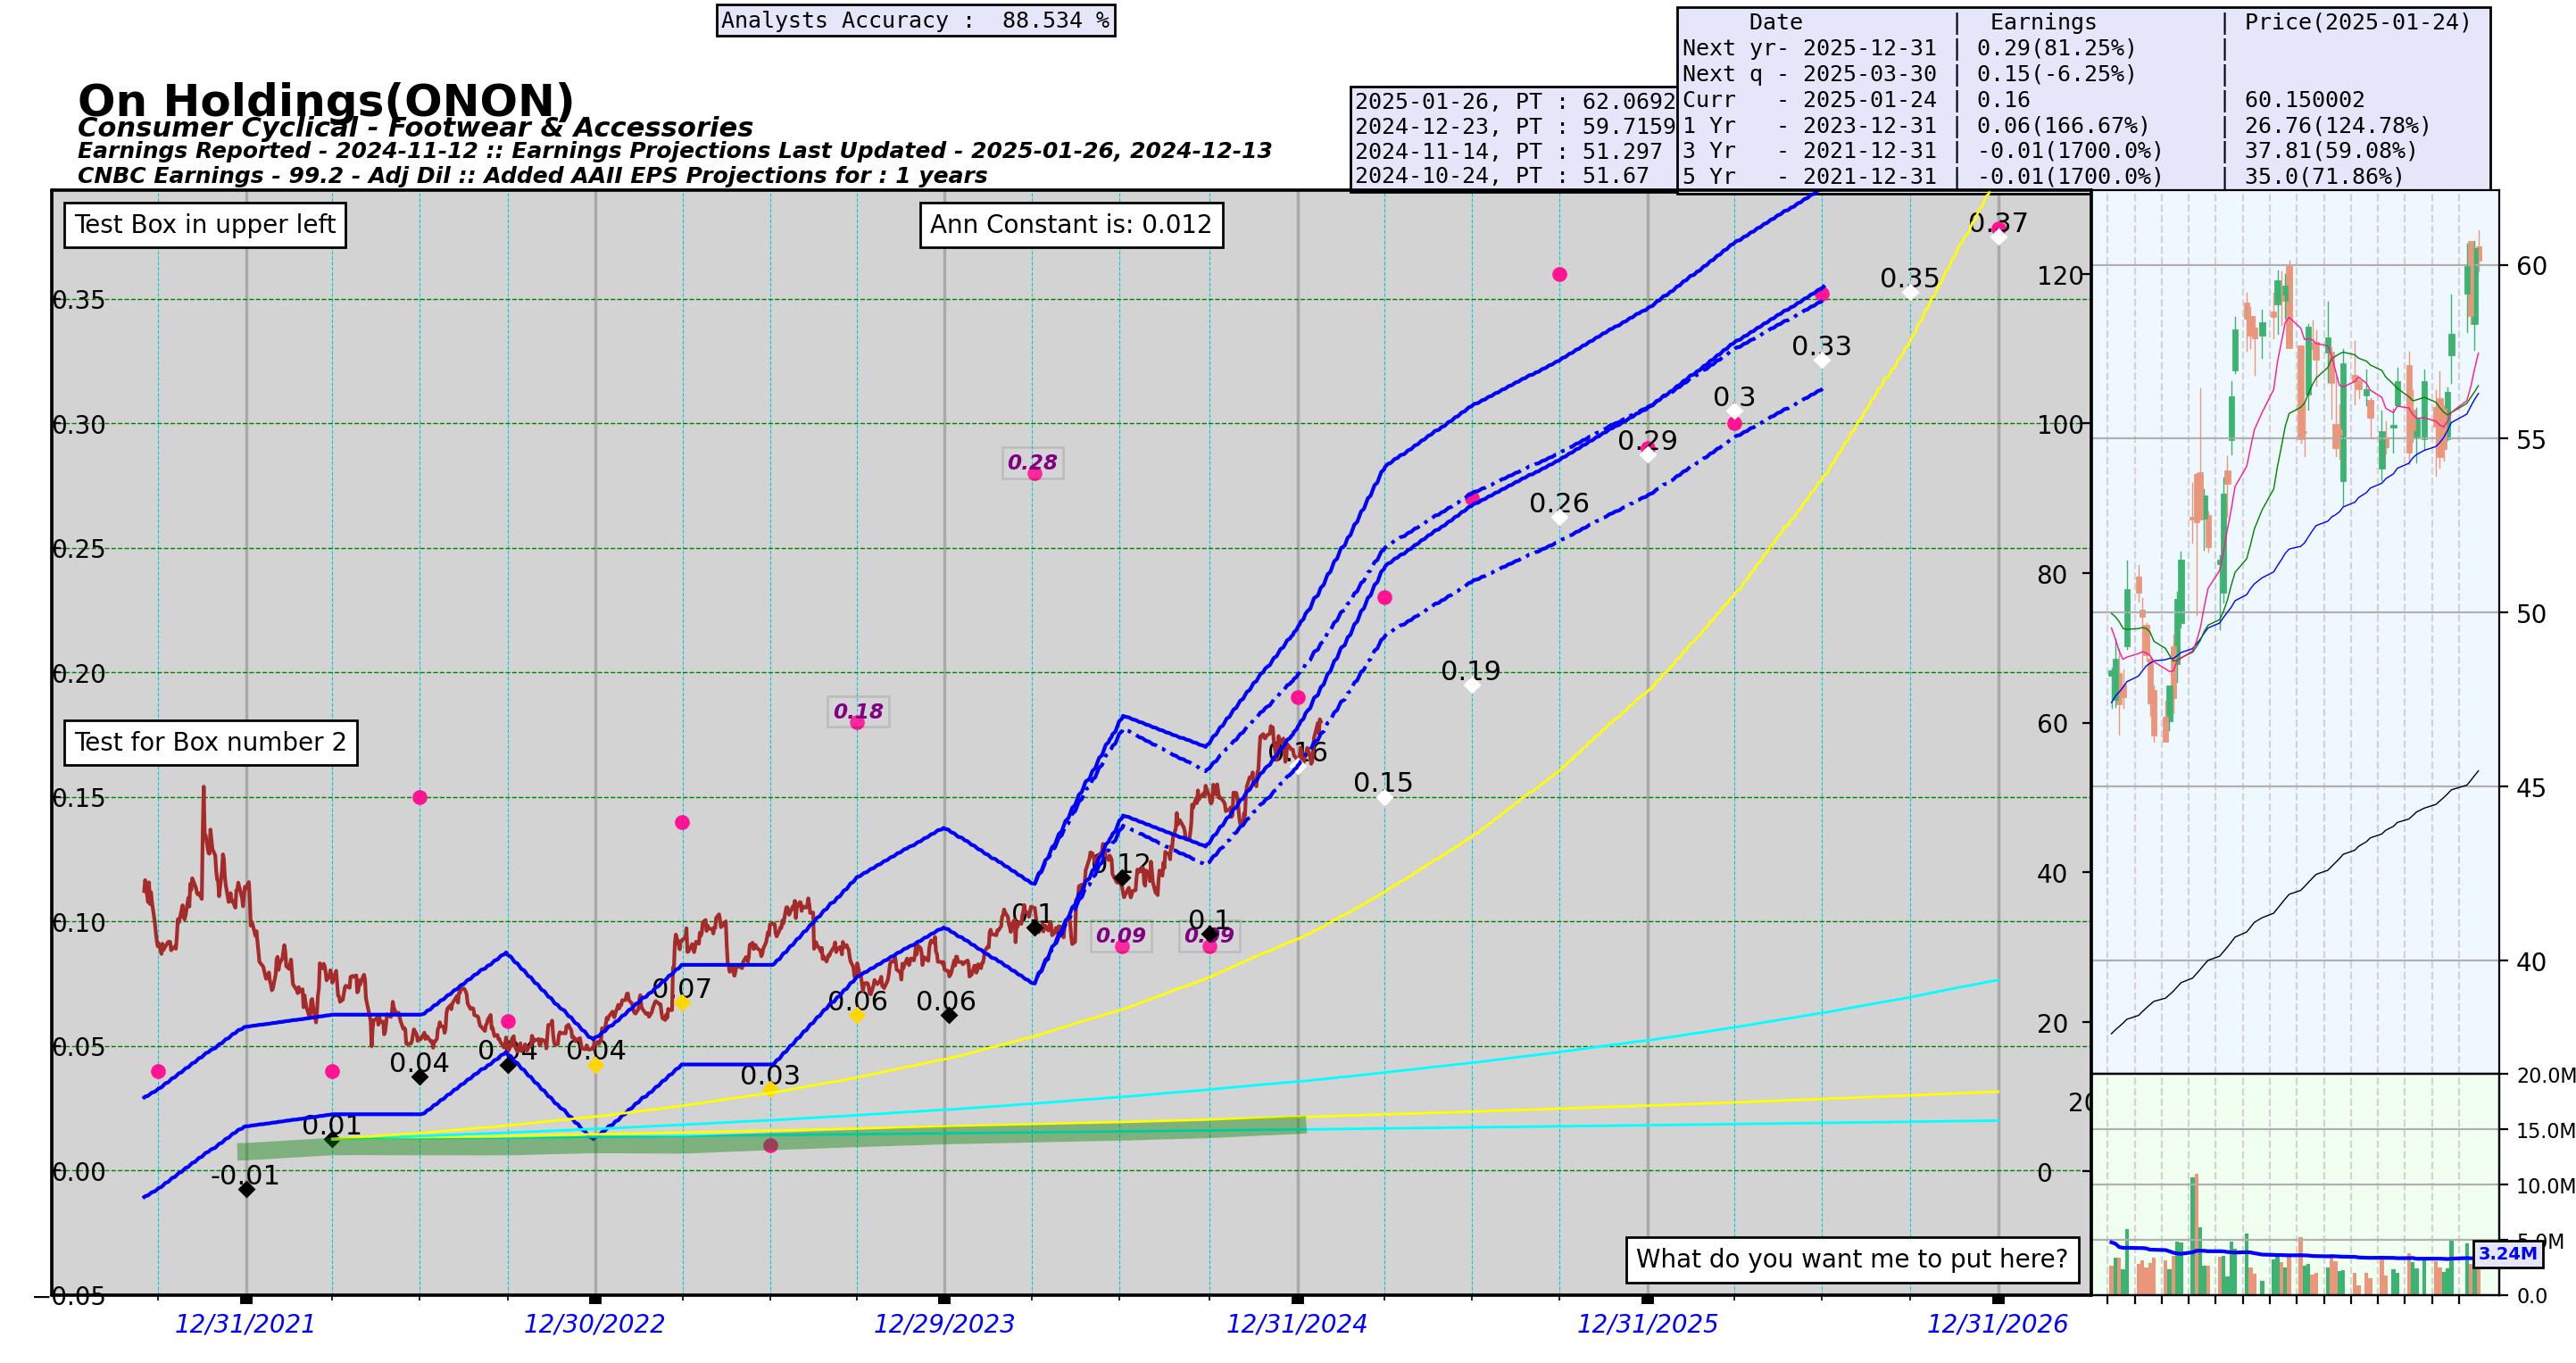 Analysts Accuracy :  88.534 %
Date | Earnings | Price(2025-01-24)
Next yr- 2025-12-31 | 0.29(81.25%) |
Next q - 2025-03-30 | 0.15(-6.25%) |
Curr - 2025-01-24 | 0.16 | 60.150002
1 Yr - 2023-12-31 | 0.06(166.67%) | 26.76(124.78%)
3 Yr - 2021-12-31 | -0.01(1700.0%) | 37.81(59.08%)
5 Yr - 2021-12-31 | -0.01(1700.0%) | 35.0(71.86%)
2025-01-26, PT : 62.0692
2024-12-23, PT : 59.7159
2024-11-14, PT : 51.297
2024-10-24, PT : 51.67
On Holdings(ONON)
Consumer Cyclical - Footwear & Accessories
Earnings Reported - 2024-11-12 :: Earnings Projections Last Updated - 2025-01-26, 2024-12-13
CNBC Earnings - 99.2 - Adj Dil :: Added AAII EPS Projections for : 1 years
Test Box in upper left
Ann Constant is: 0.012
0.37
120
60
0.35
0.35
0.33
0.30
0.3
100
55
0.29
0.28
0.26
0.25
80
50
0.20
0.19
0.18
60
Test for Box number 2
0.16
0.15
0.15
45
0.12
40
0.10
0.1
0.1
0.09
0.09
40
0.07
0.06
0.06
20
0.05
0.04
0.04
0.04
0.03
20.0M
0.01
20
15.0M
0.00
-0.01
0
10.0M
What do you want me to put here?
5.0M
3.24M
−0.05
0.0
12/31/2021
12/30/2022
12/29/2023
12/31/2024
12/31/2025
12/31/2026